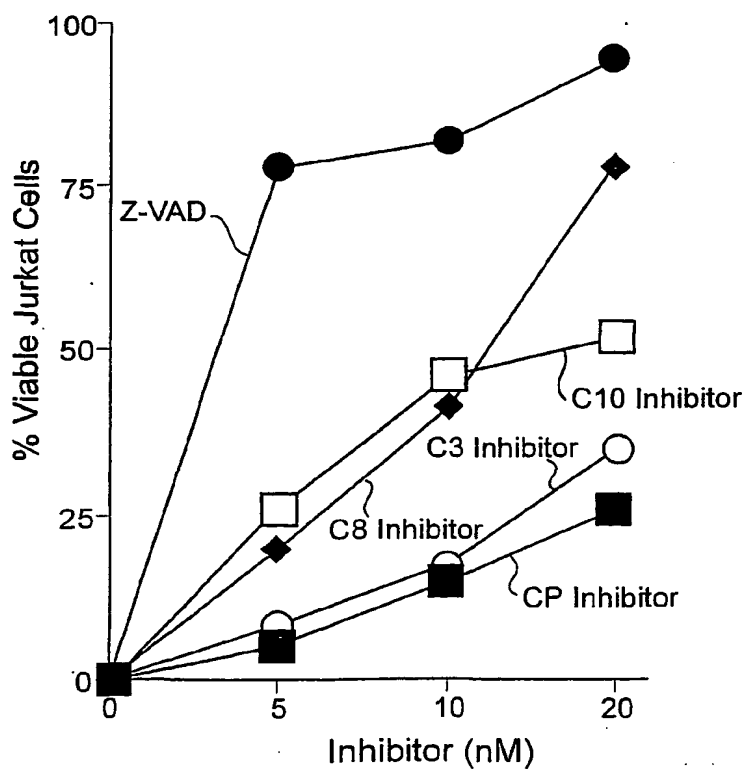 100
75
50
25
0
% Viable Jurkat Cells
Z-VAD
C10 Inhibitor
C3 Inhibitor
C8 Inhibitor
CP Inhibitor
0 5 10 20
Inhibitor (nM)